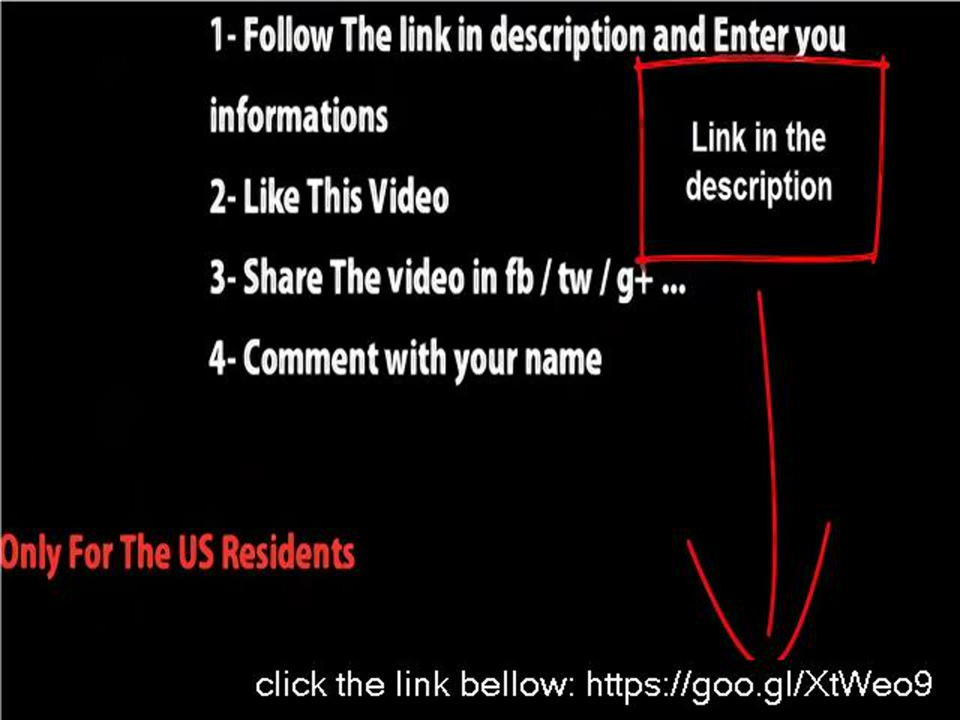 1- Follow The link in description and Enter you
informations
Link in the
description
2- Like This Video
3- Share The video in fb / tw / g+ ...
4- Comment with your name
Only For The US Residents
click the link bellow: https://goo.gl/XtWeo9